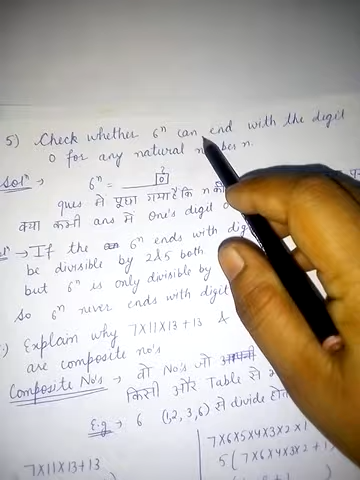 5) Check whether 6ⁿ can end with the digit
0 for any natural n
Solⁿ → 6ⁿ = ____ 0 ?
ques में पूछा गया है कि n की
क्या कभी ans में one's digit
→ If the 6ⁿ ends with
be divisible by 2 & 5 both
but 6ⁿ is only divisible by
So 6ⁿ never ends with digit
Explain why 7×11×13+13 &
are composite no's
Composite No's → वो No's जो
किसी और Table से
E.g → 6 (1,2,3,6) से divide
7×11×13+13
7×6×5×4×3×2×1
5(7×6×4×3×2+1